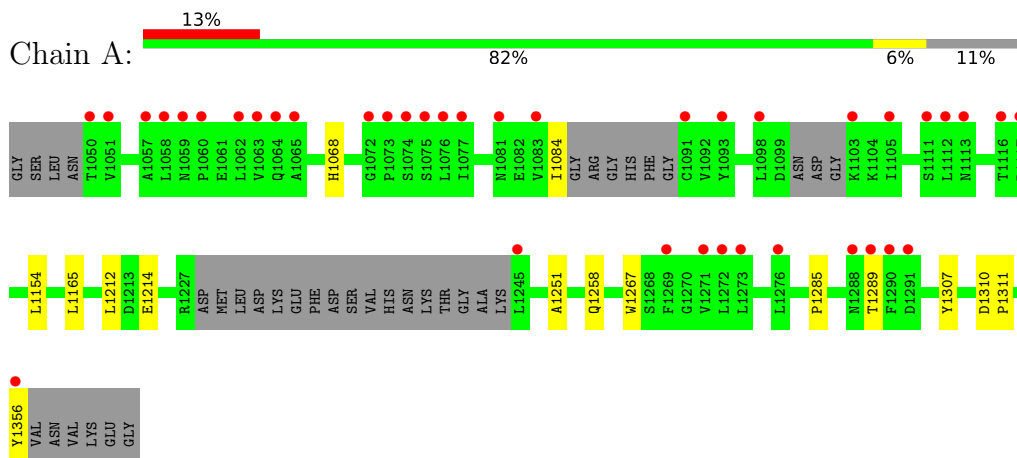 13%
Chain A:
82% 6% 11%
GLY SER LEU ASN T1050 V1051 A1057 L1058 N1059 P1060 E1061 L1062 V1063 Q1064 A1065 H1068 G1072 P1073 S1074 S1075 L1076 I1077 N1081 E1082 V1083 I1084 GLY ARG GLY HIS PHE GLY C1091 V1092 Y1093 L1098 D1099 ASN ASP GLY K1103 K1104 I1105 S1111 L1112 N1113 T1116
L1154 L1165 L1212 D1213 E1214 R1227 ASP MET LEU ASP LYS GLU PHE ASP SER VAL HIS ASN LYS THR GLY ALA LYS L1245 A1251 Q1258 W1267 S1268 F1269 G1270 V1271 L1272 L1273 L1276 P1285 N1288 T1289 F1290 D1291 Y1307 D1310 P1311
Y1356 VAL ASN VAL LYS GLU GLY